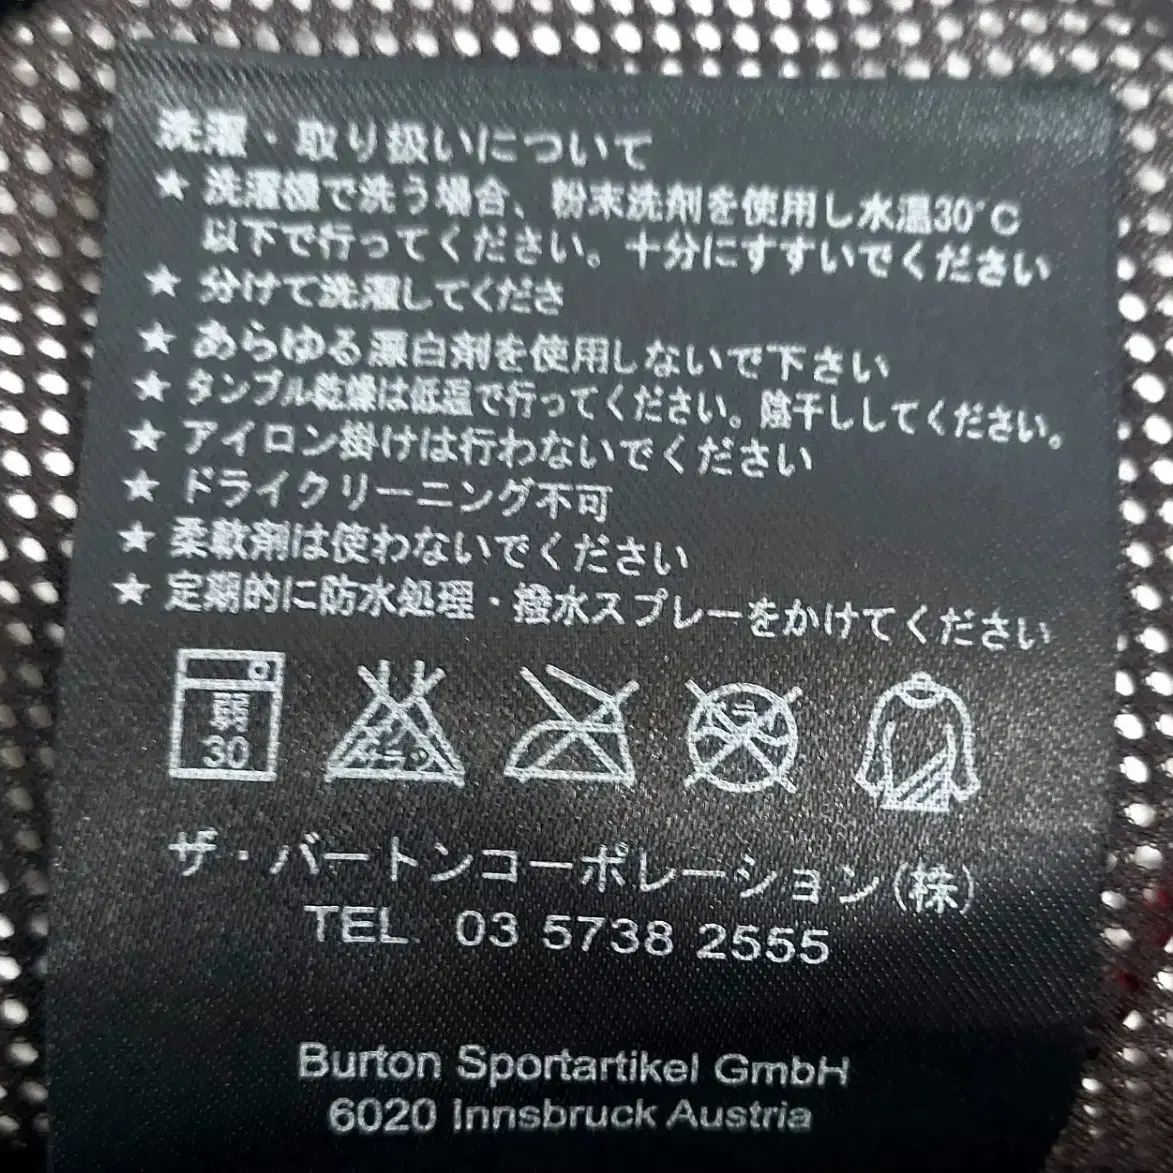 洗濯・取り扱いについて
★ 洗濯機で洗う場合、粉末洗剤を使用し水温30°C
以下で行ってください。十分にすすいでください
★ 分けて洗濯してくださ
★ あらゆる漂白剤を使用しないで下さい
★ タンブル乾燥は低温で行ってください。陰干ししてください。
★ アイロン掛けは行わないでください
★ ドライクリーニング不可
★ 柔軟剤は使わないでください
★ 定期的に防水処理・撥水スプレーをかけてください
弱
30
ザ・バートンコーポレーション(株)
TEL 03 5738 2555
Burton Sportartikel GmbH
6020 Innsbruck Austria